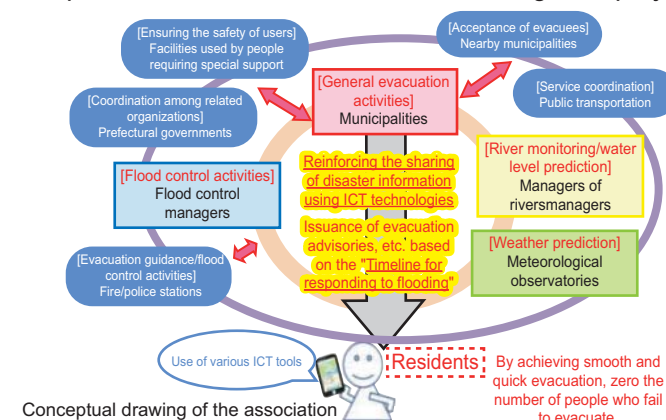 [Ensuring the safety of users]
Facilities used by people
requiring special support
[Acceptance of evacuees]
Nearby municipalities
[General evacuation
activities]
Municipalities
[Service coordination]
Public transportation
[Coordination among related
organizations]
Prefectural governments
[River monitoring/water
level prediction]
Managers of
riversmanagers
[Flood control activities]
Flood control
managers
Reinforcing the sharing
of disaster information
using ICT technologies
Issuance of evacuation
advisories, etc. based
on the "Timeline for
responding to flooding"
[Weather prediction]
Meteorological
observatories
[Evacuation guidance/flood
control activities]
Fire/police stations
Use of various ICT tools
Residents
By achieving smooth and
quick evacuation, zero the
number of people who fail
to evacuate
Conceptual drawing of the association